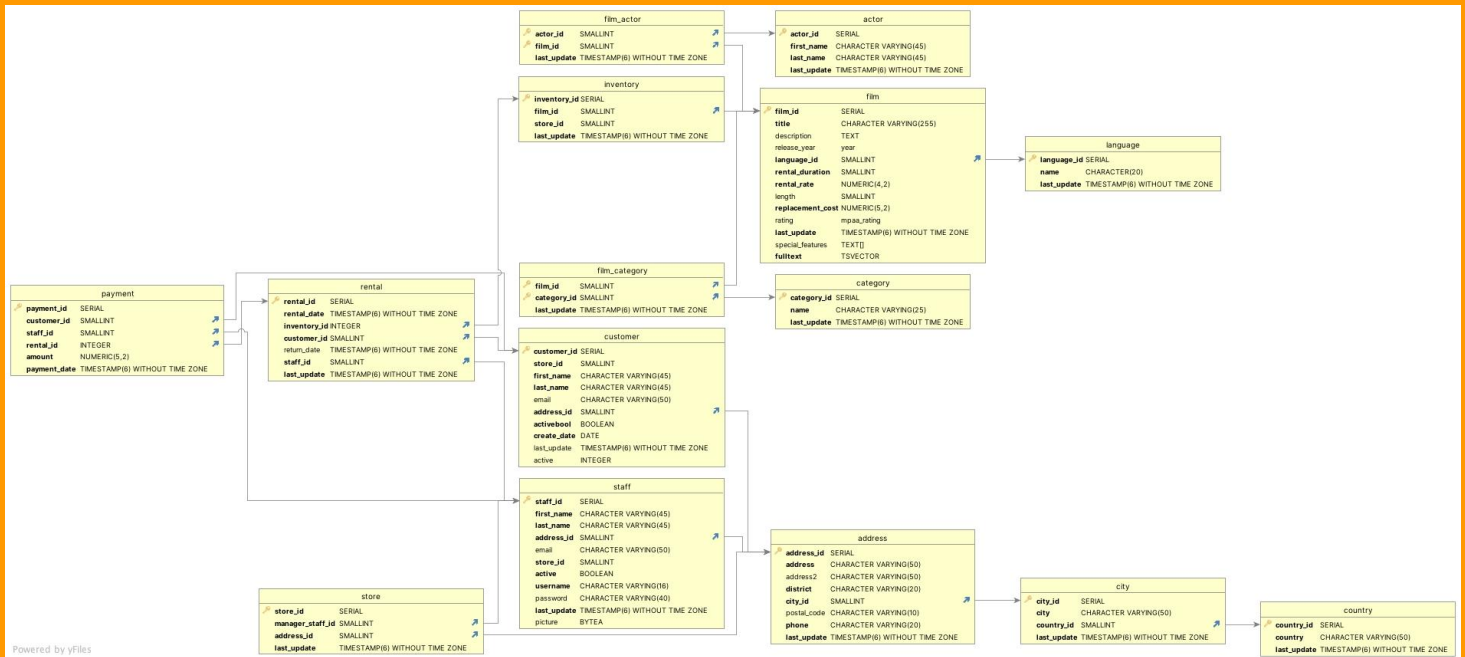 film_actor
actor_id SMALLINT
film_id SMALLINT
last_update TIMESTAMP(6) WITHOUT TIME ZONE
actor
actor_id SERIAL
first_name CHARACTER VARYING(45)
last_name CHARACTER VARYING(45)
last_update TIMESTAMP(6) WITHOUT TIME ZONE
inventory
inventory_id SERIAL
film_id SMALLINT
store_id SMALLINT
last_update TIMESTAMP(6) WITHOUT TIME ZONE
film
film_id SERIAL
title CHARACTER VARYING(255)
description TEXT
release_year year
language_id SMALLINT
rental_duration SMALLINT
rental_rate NUMERIC(4,2)
length SMALLINT
replacement_cost NUMERIC(5,2)
rating mpaa_rating
last_update TIMESTAMP(6) WITHOUT TIME ZONE
special_features TEXT[]
fulltext TSVECTOR
language
language_id SERIAL
name CHARACTER(20)
last_update TIMESTAMP(6) WITHOUT TIME ZONE
payment
payment_id SERIAL
customer_id SMALLINT
staff_id SMALLINT
rental_id INTEGER
amount NUMERIC(5,2)
payment_date TIMESTAMP(6) WITHOUT TIME ZONE
rental
rental_id SERIAL
rental_date TIMESTAMP(6) WITHOUT TIME ZONE
inventory_id INTEGER
customer_id SMALLINT
return_date TIMESTAMP(6) WITHOUT TIME ZONE
staff_id SMALLINT
last_update TIMESTAMP(6) WITHOUT TIME ZONE
film_category
film_id SMALLINT
category_id SMALLINT
last_update TIMESTAMP(6) WITHOUT TIME ZONE
category
category_id SERIAL
name CHARACTER VARYING(25)
last_update TIMESTAMP(6) WITHOUT TIME ZONE
customer
customer_id SERIAL
store_id SMALLINT
first_name CHARACTER VARYING(45)
last_name CHARACTER VARYING(45)
email CHARACTER VARYING(50)
address_id SMALLINT
activebool BOOLEAN
create_date DATE
last_update TIMESTAMP(6) WITHOUT TIME ZONE
active INTEGER
staff
staff_id SERIAL
first_name CHARACTER VARYING(45)
last_name CHARACTER VARYING(45)
address_id SMALLINT
email CHARACTER VARYING(50)
store_id SMALLINT
active BOOLEAN
username CHARACTER VARYING(16)
password CHARACTER VARYING(40)
last_update TIMESTAMP(6) WITHOUT TIME ZONE
picture BYTEA
store
store_id SERIAL
manager_staff_id SMALLINT
address_id SMALLINT
last_update TIMESTAMP(6) WITHOUT TIME ZONE
address
address_id SERIAL
address CHARACTER VARYING(50)
address2 CHARACTER VARYING(50)
district CHARACTER VARYING(20)
city_id SMALLINT
postal_code CHARACTER VARYING(10)
phone CHARACTER VARYING(20)
last_update TIMESTAMP(6) WITHOUT TIME ZONE
city
city_id SERIAL
city CHARACTER VARYING(50)
country_id SMALLINT
last_update TIMESTAMP(6) WITHOUT TIME ZONE
country
country_id SERIAL
country CHARACTER VARYING(50)
last_update TIMESTAMP(6) WITHOUT TIME ZONE
Powered by yFiles